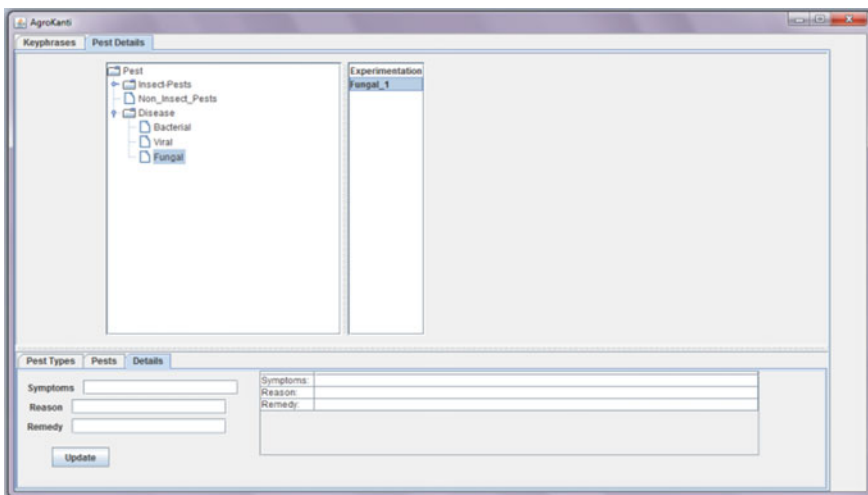 AgroKanti
Keyphrases Pest Details
Pest
Insect-Pests
Non_Insect_Pests
Disease
Bacterial
Viral
Fungal
Experimentation
Fungal_1
Pest Types Pests Details
Symptoms
Reason
Remedy
Update
Symptoms:
Reason:
Remedy: